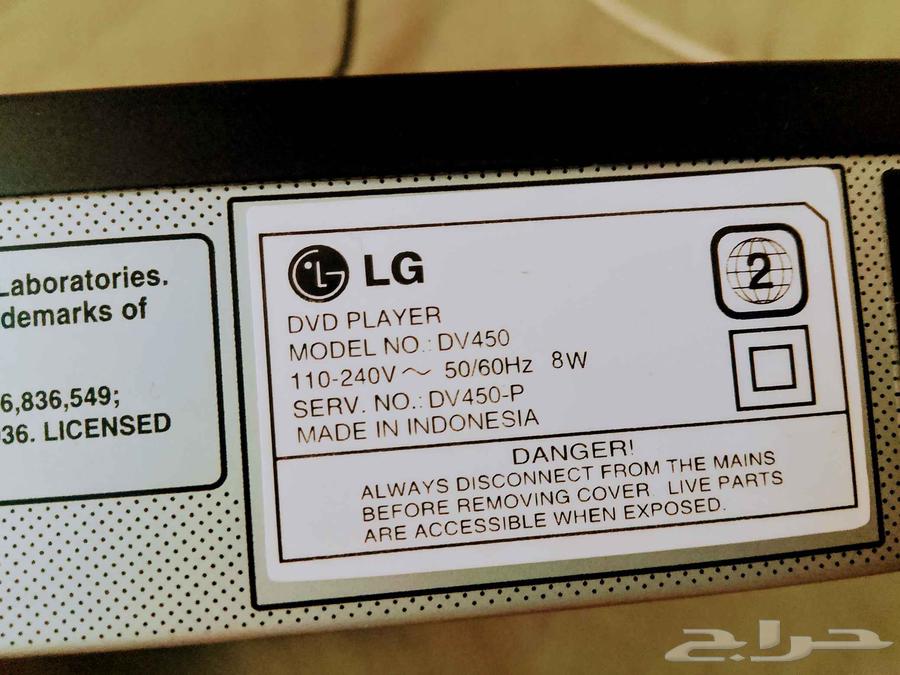 Laboratories.
demarks of
6,836,549;
36. LICENSED
LG
2
DVD PLAYER
MODEL NO.: DV450
110-240V～ 50/60Hz 8W
SERV. NO.: DV450-P
MADE IN INDONESIA
DANGER!
ALWAYS DISCONNECT FROM THE MAINS
BEFORE REMOVING COVER. LIVE PARTS
ARE ACCESSIBLE WHEN EXPOSED.
حراج